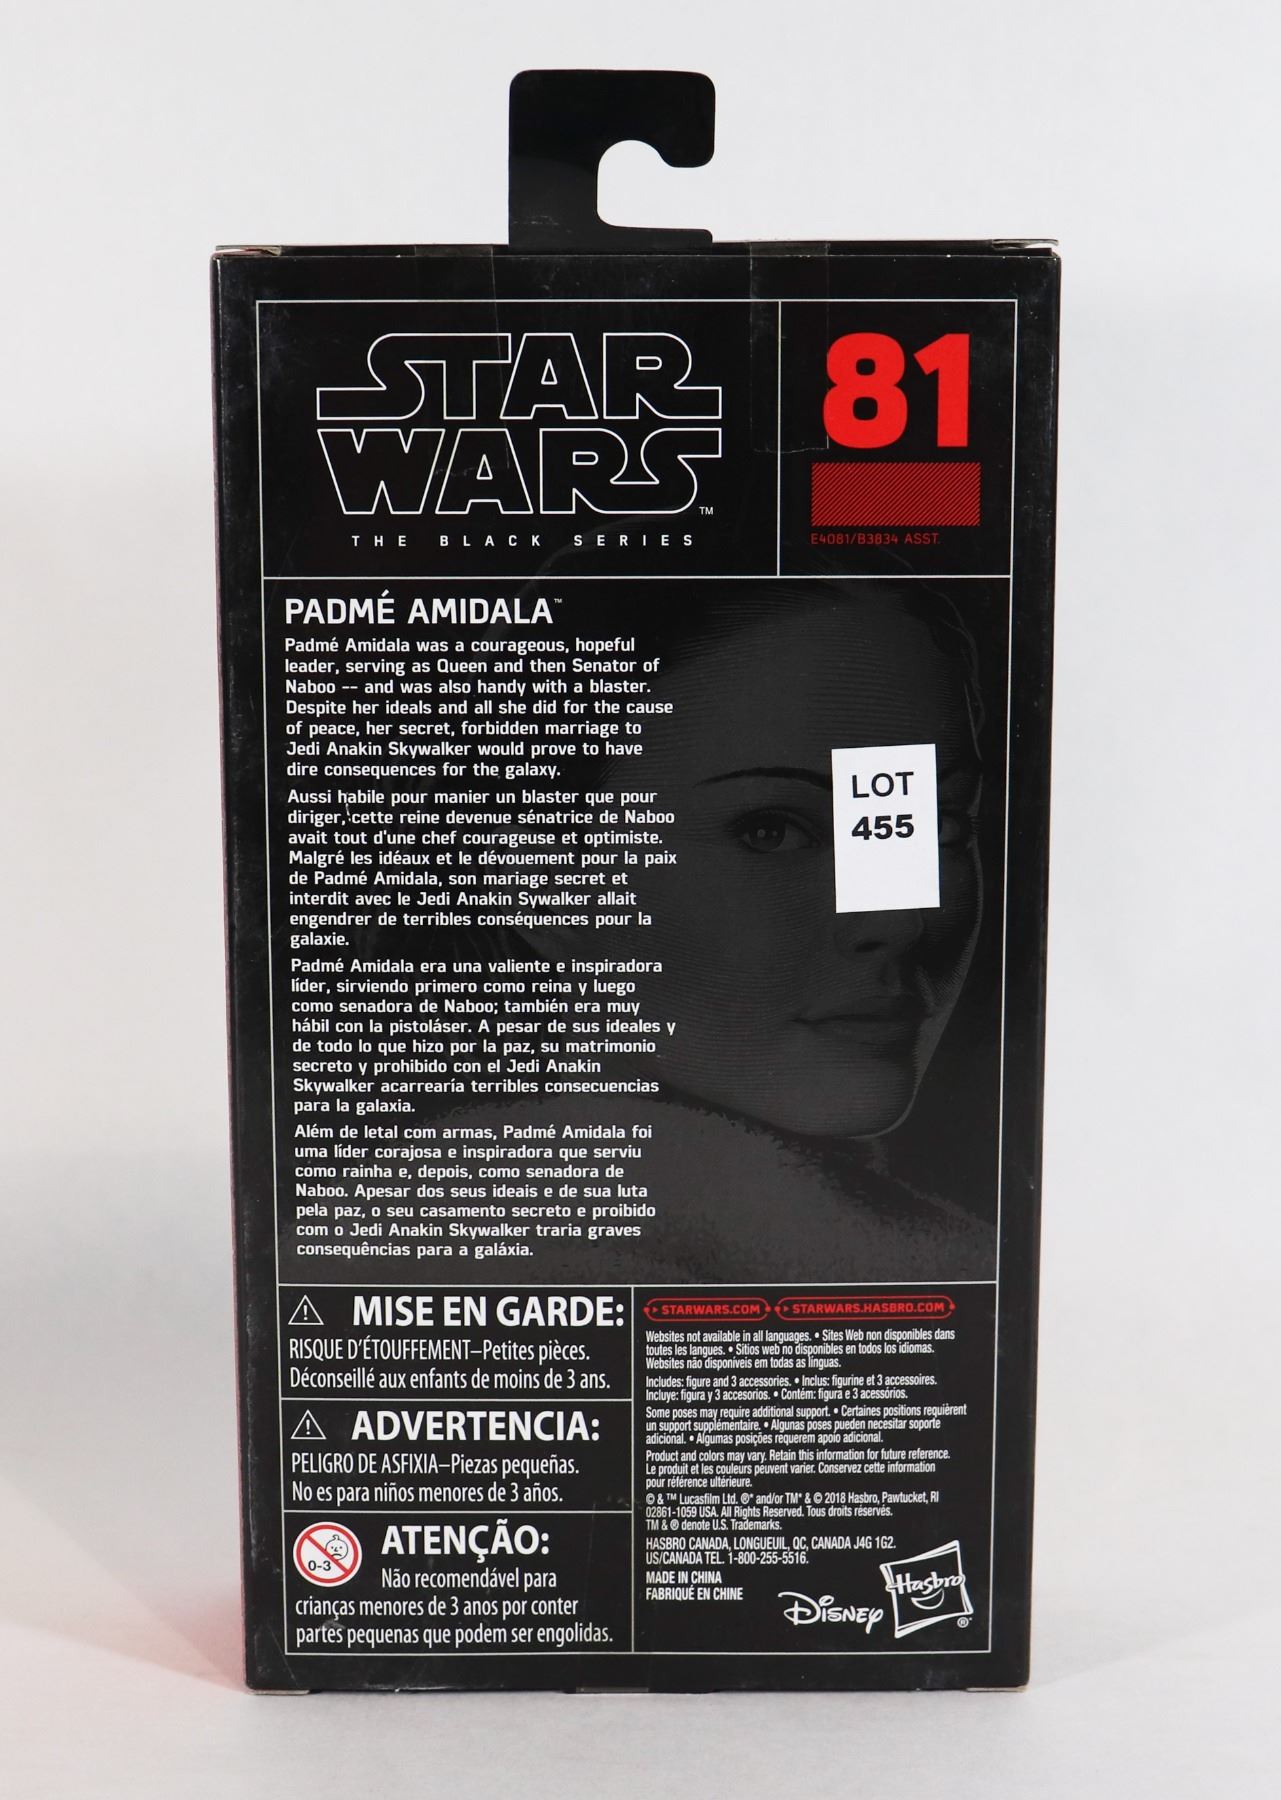 STAR
WARS
TM
THE BLACK SERIES
81
E4081/B3834 ASST.
PADMÉ AMIDALA™
Padmé Amidala was a courageous, hopeful
leader, serving as Queen and then Senator of
Naboo -- and was also handy with a blaster.
Despite her ideals and all she did for the cause
of peace, her secret, forbidden marriage to
Jedi Anakin Skywalker would prove to have
dire consequences for the galaxy.
Aussi habile pour manier un blaster que pour
diriger, cette reine devenue sénatrice de Naboo
avait tout d'une chef courageuse et optimiste.
Malgré les idéaux et le dévouement pour la paix
de Padmé Amidala, son mariage secret et
interdit avec le Jedi Anakin Sywalker allait
engendrer de terribles conséquences pour la
galaxie.
Padmé Amidala era una valiente e inspiradora
líder, sirviendo primero como reina y luego
como senadora de Naboo; también era muy
hábil con la pistoláser. A pesar de sus ideales y
de todo lo que hizo por la paz, su matrimonio
secreto y prohibido con el Jedi Anakin
Skywalker acarrearía terribles consecuencias
para la galaxia.
Além de letal com armas, Padmé Amidala foi
uma líder corajosa e inspiradora que serviu
como rainha e, depois, como senadora de
Naboo. Apesar dos seus ideais e de sua luta
pela paz, o seu casamento secreto e proibido
com o Jedi Anakin Skywalker traria graves
consequências para a galáxia.
LOT
455
MISE EN GARDE:
RISQUE D'ÉTOUFFEMENT–Petites pièces.
Déconseillé aux enfants de moins de 3 ans.
ADVERTENCIA:
PELIGRO DE ASFIXIA–Piezas pequeñas.
No es para niños menores de 3 años.
0-3
ATENÇÃO:
Não recomendável para
crianças menores de 3 anos por conter
partes pequenas que podem ser engolidas.
STARWARS.COM STARWARS.HASBRO.COM
Websites not available in all languages. • Sites Web non disponibles dans
toutes les langues. • Sitios web no disponibles en todos los idiomas.
Websites não disponíveis em todas as línguas.
Includes: figure and 3 accessories. • Inclus: figurine et 3 accessoires.
Incluye: figura y 3 accesorios. • Contém: figura e 3 acessórios.
Some poses may require additional support. • Certaines positions requièrent
un support supplémentaire. • Algunas poses pueden necesitar soporte
adicional. • Algumas posições requerem apoio adicional.
Product and colors may vary. Retain this information for future reference.
Le produit et les couleurs peuvent varier. Conservez cette information
pour référence ultérieure.
© & ™ Lucasfilm Ltd. ®* and/or TM* & © 2018 Hasbro, Pawtucket, RI
02861-1059 USA. All Rights Reserved. Tous droits réservés.
TM & ® denote U.S. Trademarks.
HASBRO CANADA, LONGUEUIL, QC, CANADA J4G 1G2.
US/CANADA TEL. 1-800-255-5516.
MADE IN CHINA
FABRIQUÉ EN CHINE
Disney
Hasbro
®